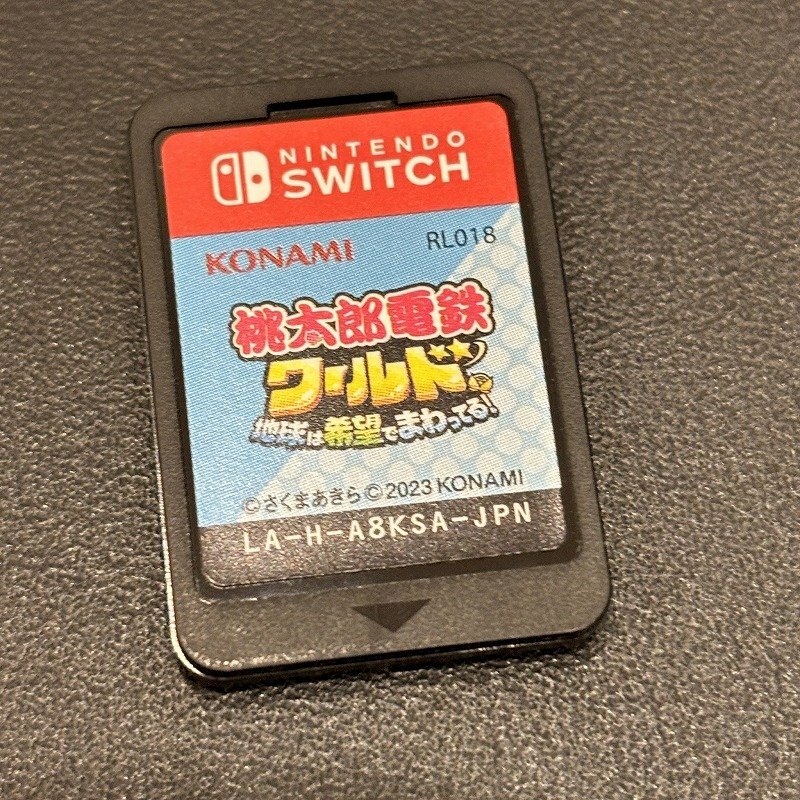 NINTENDO
SWITCH
KONAMI
RL018
桃太郎電鉄
ワールド
地球は希望でまわってる!
©さくまあきら©2023 KONAMI
LA-H-A8KSA-JPN